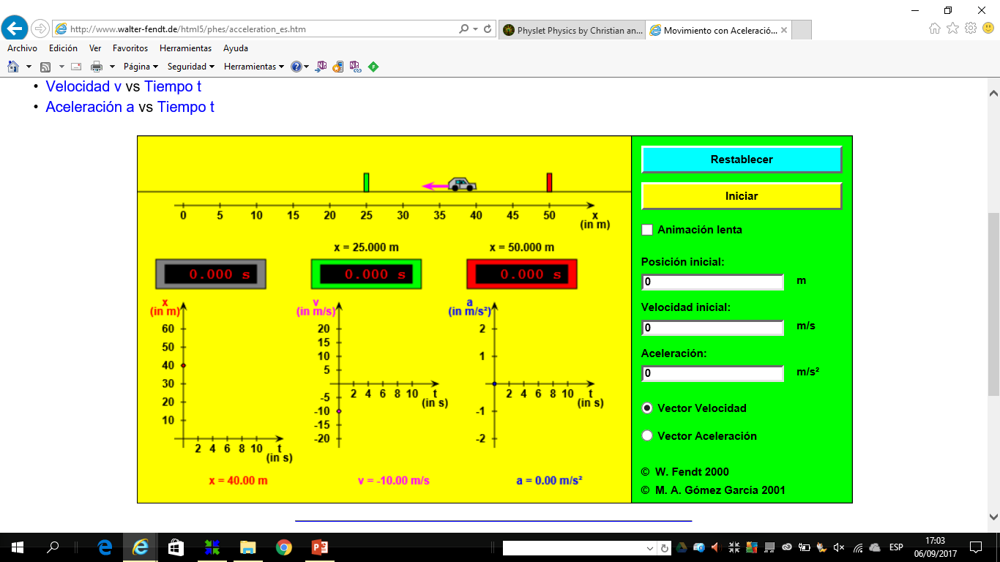 http://www.walter-fendt.de/html5/phes/acceleration_es.htm
Physlet Physics by Christian an...
Movimiento con Aceleració...
Archivo Edición Ver Favoritos Herramientas Ayuda
Página Seguridad Herramientas
• Velocidad v vs Tiempo t
• Aceleración a vs Tiempo t
0 5 10 15 20 25 30 35 40 45 50 x
(in m)
x = 25.000 m x = 50.000 m
0.000 s 0.000 s 0.000 s
x
(in m)
60
50
40
30
20
10
2 4 6 8 10 t
(in s)
x = 40.00 m
v
(in m/s)
20
15
10
5
2 4 6 8 10 t
(in s)
-5
-10
-15
-20
v = -10.00 m/s
a
(in m/s²)
2
1
2 4 6 8 10 t
(in s)
-1
-2
a = 0.00 m/s²
Restablecer
Iniciar
Animación lenta
Posición inicial:
0 m
Velocidad inicial:
0 m/s
Aceleración:
0 m/s²
Vector Velocidad
Vector Aceleración
© W. Fendt 2000
© M. A. Gómez García 2001
ESP
17:03
06/09/2017